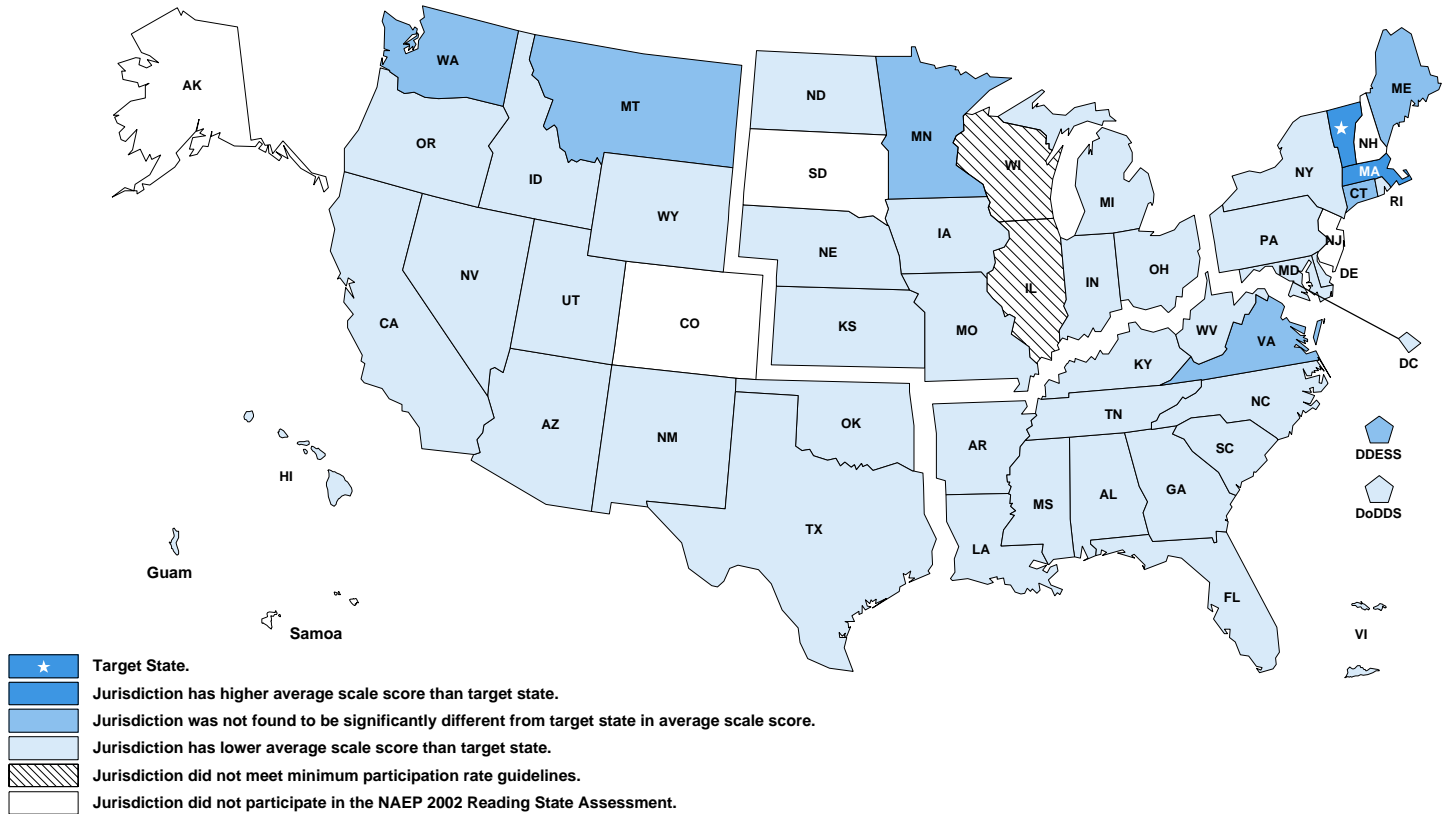 WA
AK
MT
ND
MN
ME
OR
ID
SD
WI
NH
MA
NY
CT
RI
MI
WY
IA
PA
NJ
NE
OH
MD
DE
IN
NV
UT
IL
CA
CO
KS
MO
WV
VA
KY
DC
NC
TN
AZ
NM
OK
AR
SC
DDESS
HI
MS
AL
GA
DoDDS
TX
LA
Guam
FL
Samoa
VI
Target State.
Jurisdiction has higher average scale score than target state.
Jurisdiction was not found to be significantly different from target state in average scale score.
Jurisdiction has lower average scale score than target state.
Jurisdiction did not meet minimum participation rate guidelines.
Jurisdiction did not participate in the NAEP 2002 Reading State Assessment.